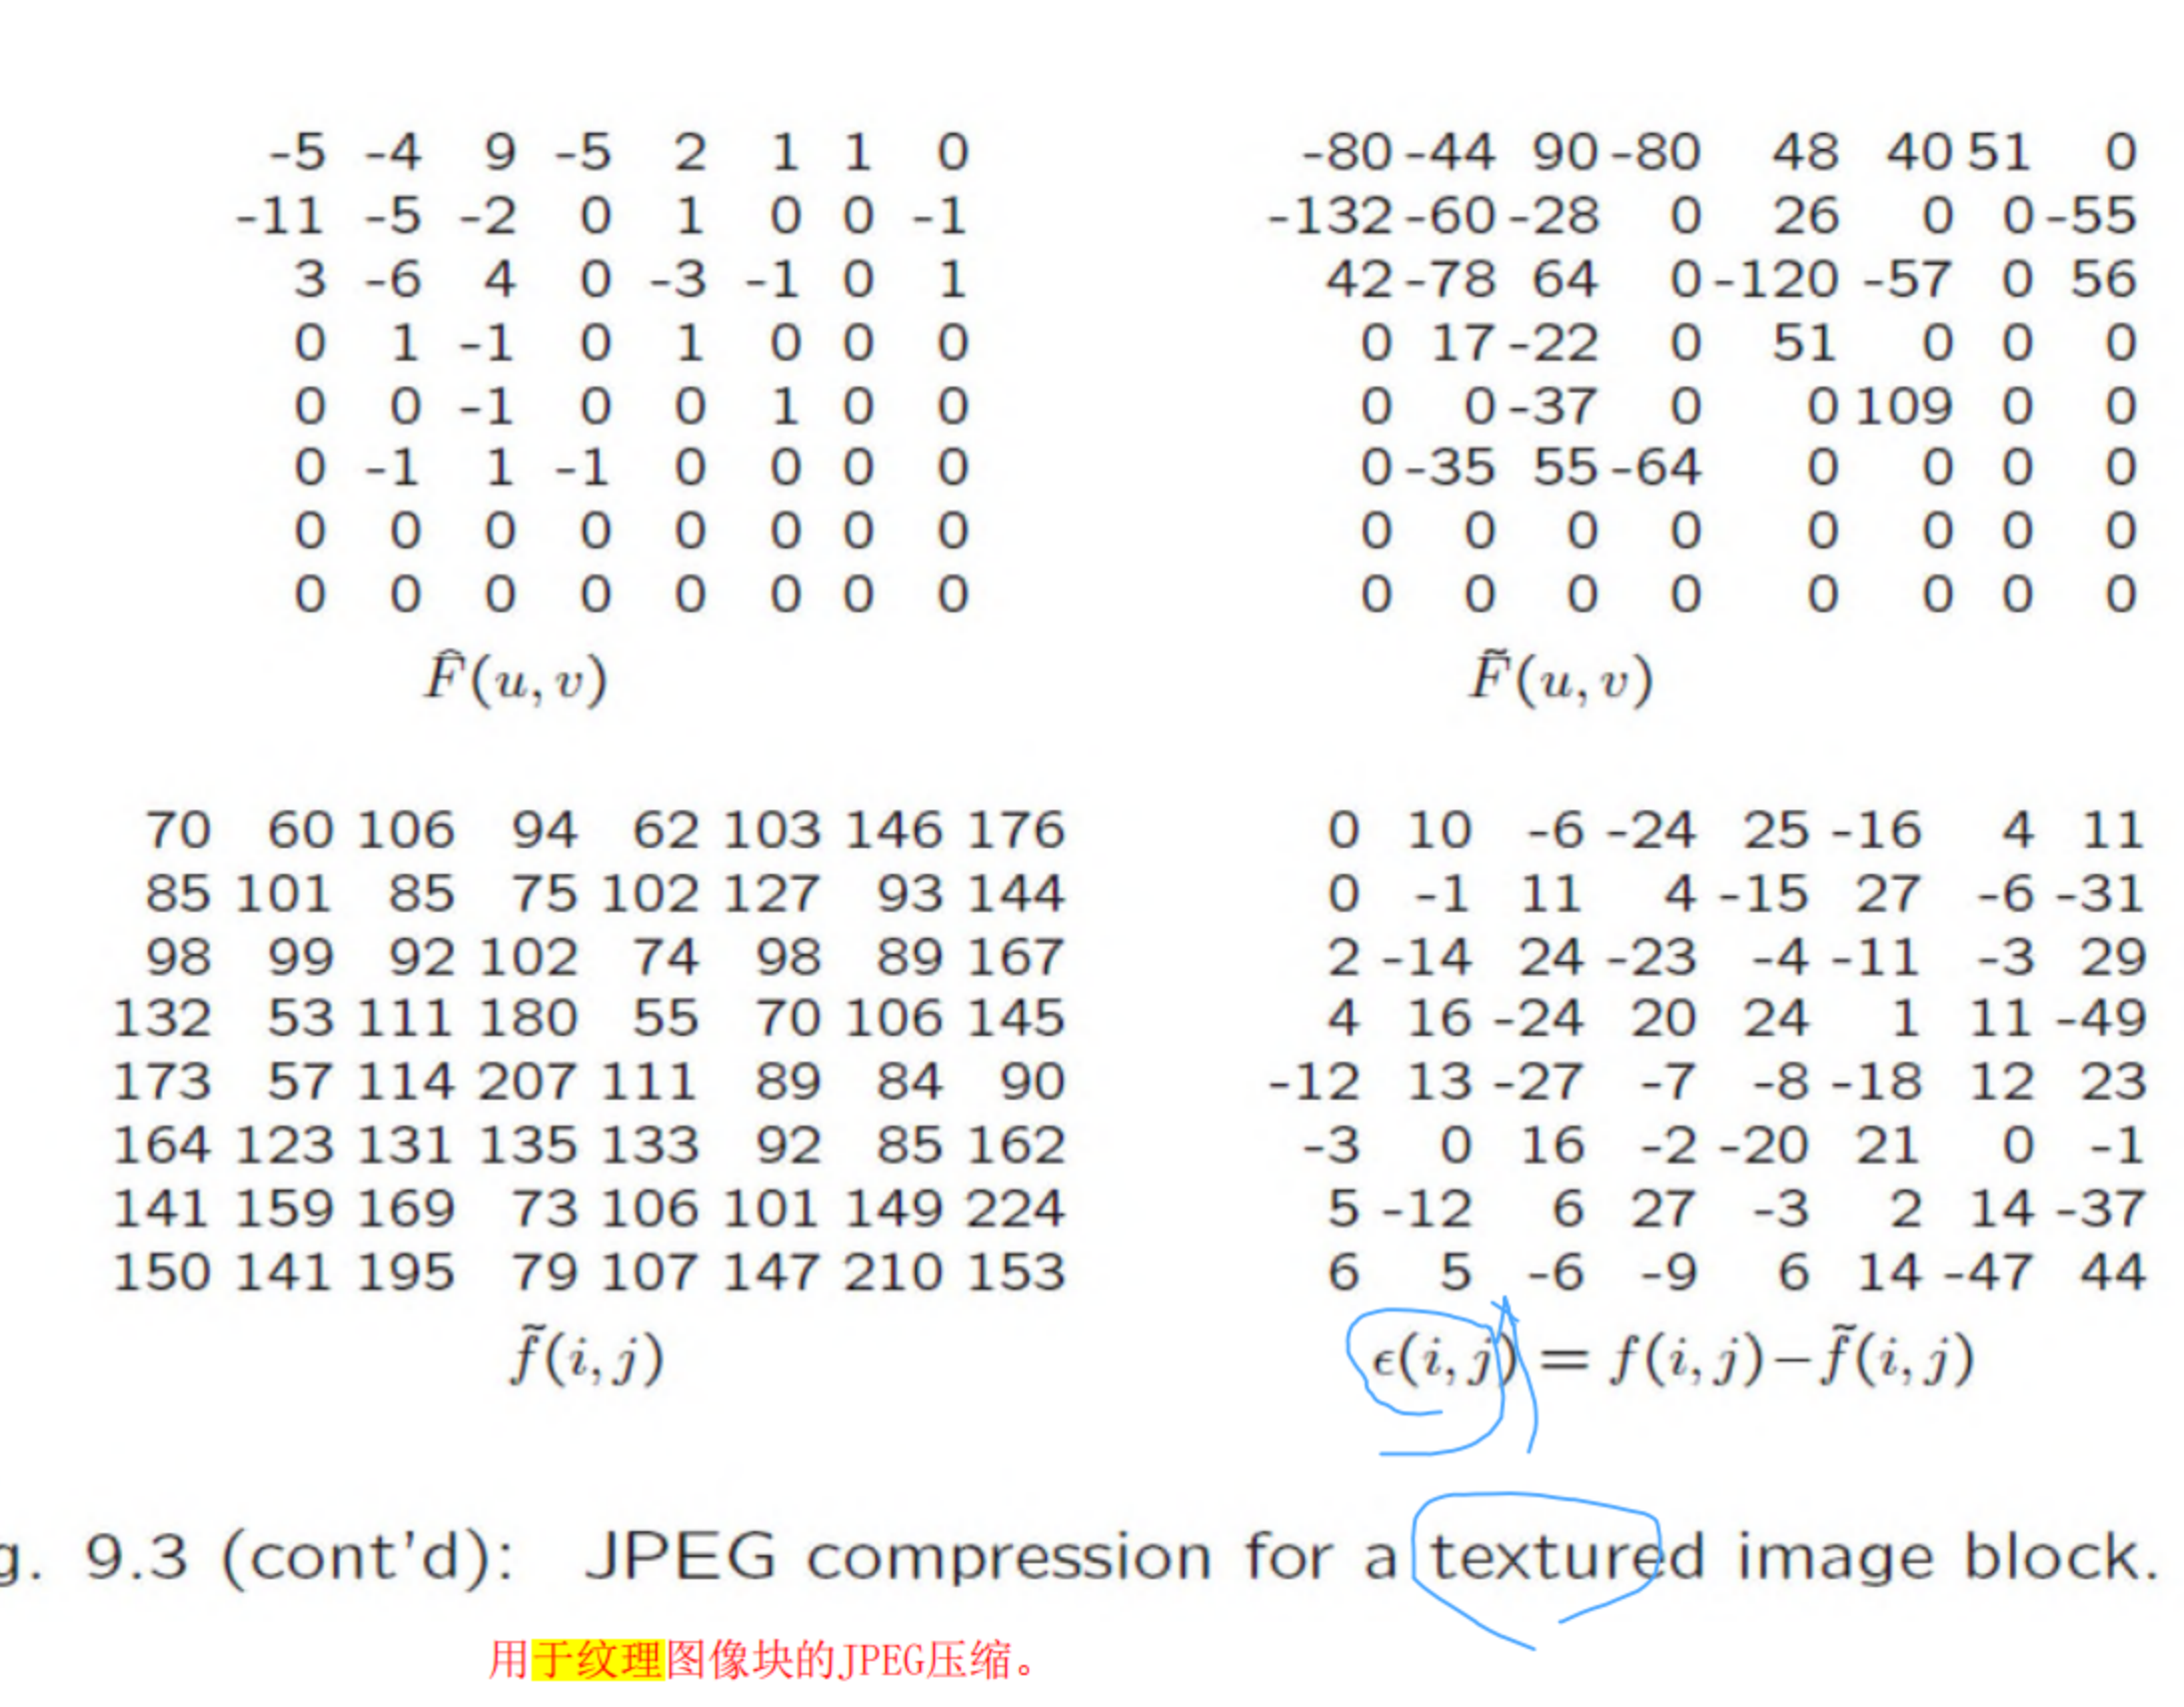 -5 -4 9 -5 2 1 1 0
-11 -5 -2 0 1 0 0 -1
3 -6 4 0 -3 -1 0 1
0 1 -1 0 1 0 0 0
0 0 -1 0 0 1 0 0
0 -1 1 -1 0 0 0 0
0 0 0 0 0 0 0 0
0 0 0 0 0 0 0 0
F̂(u, v)
-80 -44 90 -80 48 40 51 0
-132 -60 -28 0 26 0 0 -55
42 -78 64 0 -120 -57 0 56
0 17 -22 0 51 0 0 0
0 0 -37 0 0 109 0 0
0 -35 55 -64 0 0 0 0
0 0 0 0 0 0 0 0
0 0 0 0 0 0 0 0
F̃(u, v)
70 60 106 94 62 103 146 176
85 101 85 75 102 127 93 144
98 99 92 102 74 98 89 167
132 53 111 180 55 70 106 145
173 57 114 207 111 89 84 90
164 123 131 135 133 92 85 162
141 159 169 73 106 101 149 224
150 141 195 79 107 147 210 153
f̃(i, j)
0 10 -6 -24 25 -16 4 11
0 -1 11 4 -15 27 -6 -31
2 -14 24 -23 -4 -11 -3 29
4 16 -24 20 24 1 11 -49
-12 13 -27 -7 -8 -18 12 23
-3 0 16 -2 -20 21 0 -1
5 -12 6 27 -3 2 14 -37
6 5 -6 -9 6 14 -47 44
ϵ(i, j) = f(i, j) − f̃(i, j)
g. 9.3 (cont'd): JPEG compression for a textured image block.
用于纹理图像块的JPEG压缩。